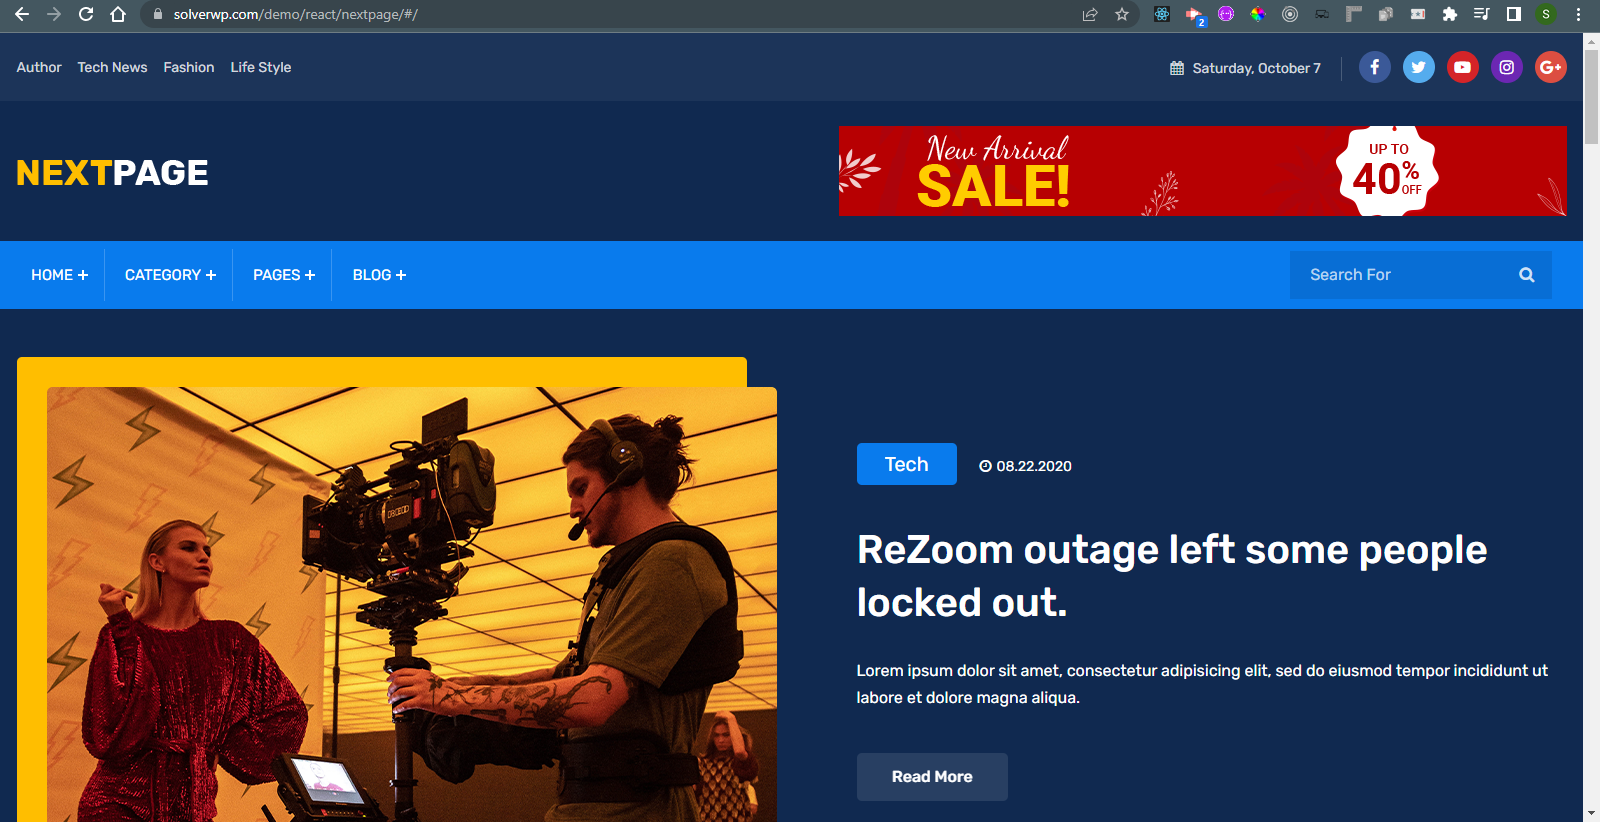 solverwp.com/demo/react/nextpage/#/
2
S
Author Tech News Fashion Life Style
Saturday, October 7
G+
NEXTPAGE
New Arrival
SALE!
UP TO
40%
OFF
HOME + CATEGORY + PAGES + BLOG +
Search For
Tech
08.22.2020
ReZoom outage left some people
locked out.
Lorem ipsum dolor sit amet, consectetur adipisicing elit, sed do eiusmod tempor incididunt ut
labore et dolore magna aliqua.
Read More